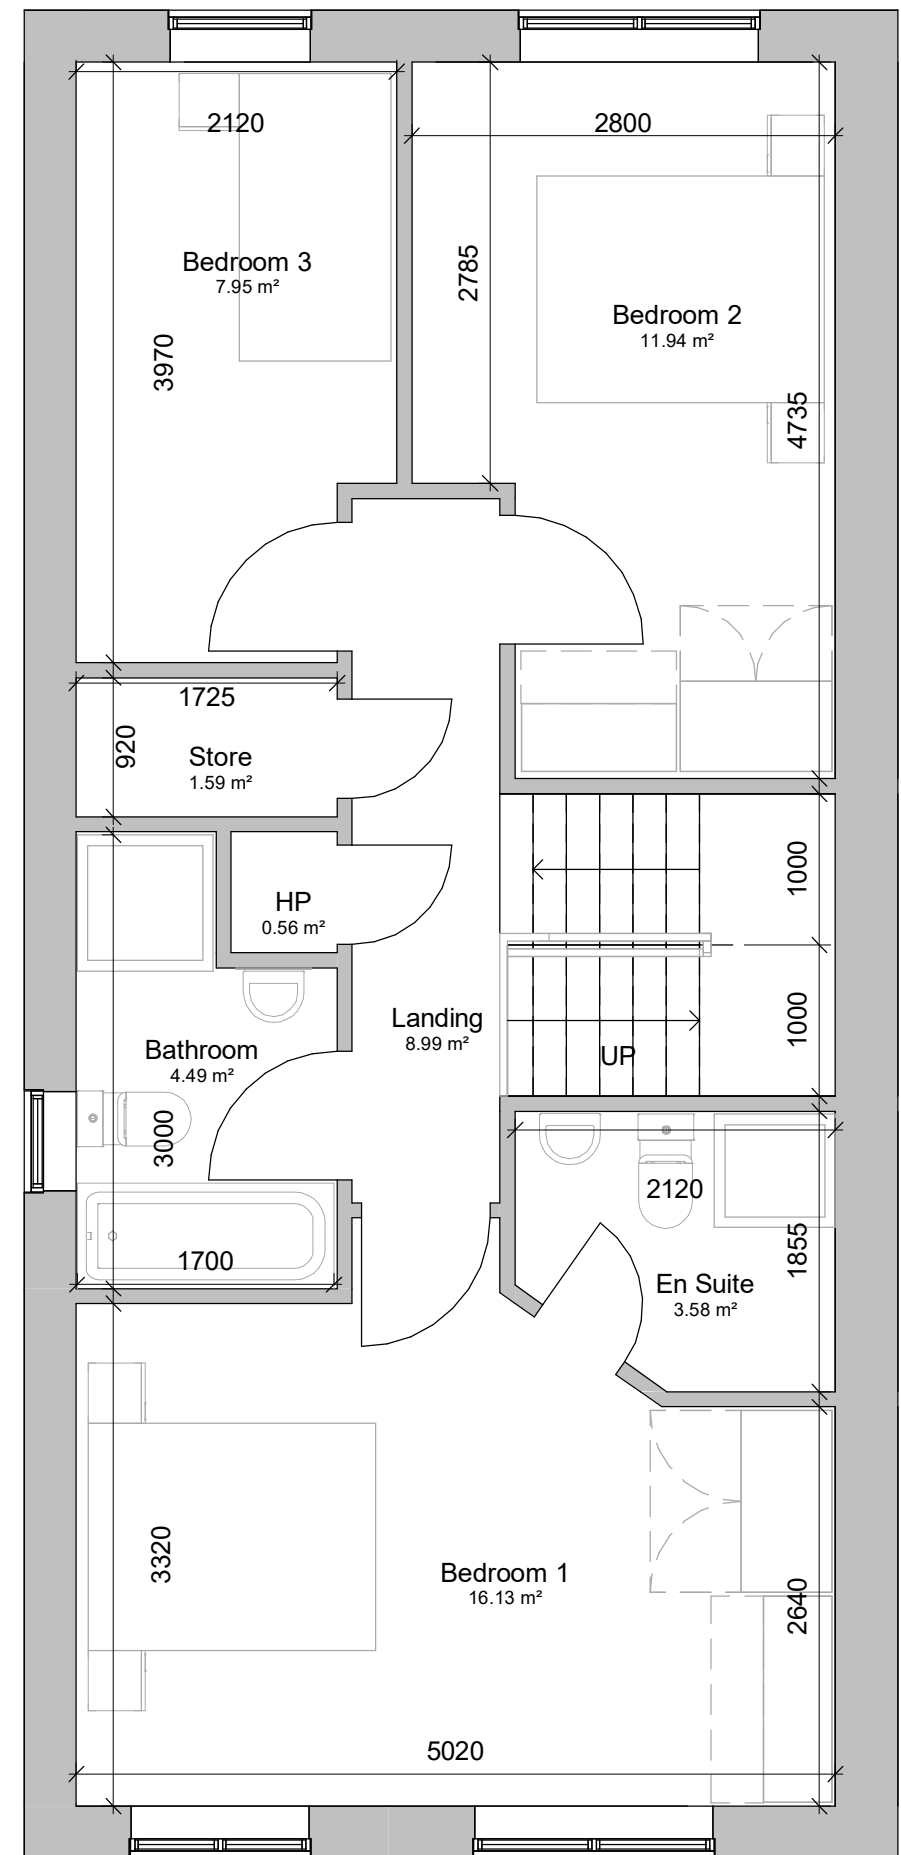 2120
2800
Bedroom 3
7.95 m²
2785
Bedroom 2
11.94 m²
3970
4735
1725
920
Store
1.59 m²
1000
HP
0.56 m²
Landing
8.99 m²
1000
UP
Bathroom
4.49 m²
3000
2120
1855
1700
En Suite
3.58 m²
3320
Bedroom 1
16.13 m²
2640
5020